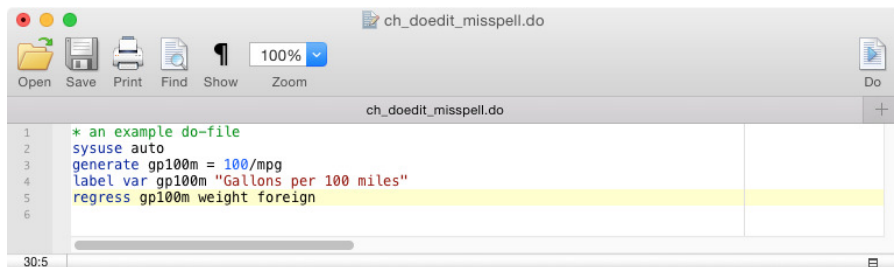 ch_doedit_misspell.do
100%
Open Save Print Find Show Zoom Do
ch_doedit_misspell.do
1 * an example do-file
2 sysuse auto
3 generate gp100m = 100/mpg
4 label var gp100m "Gallons per 100 miles"
5 regress gp100m weight foreign
6
30:5